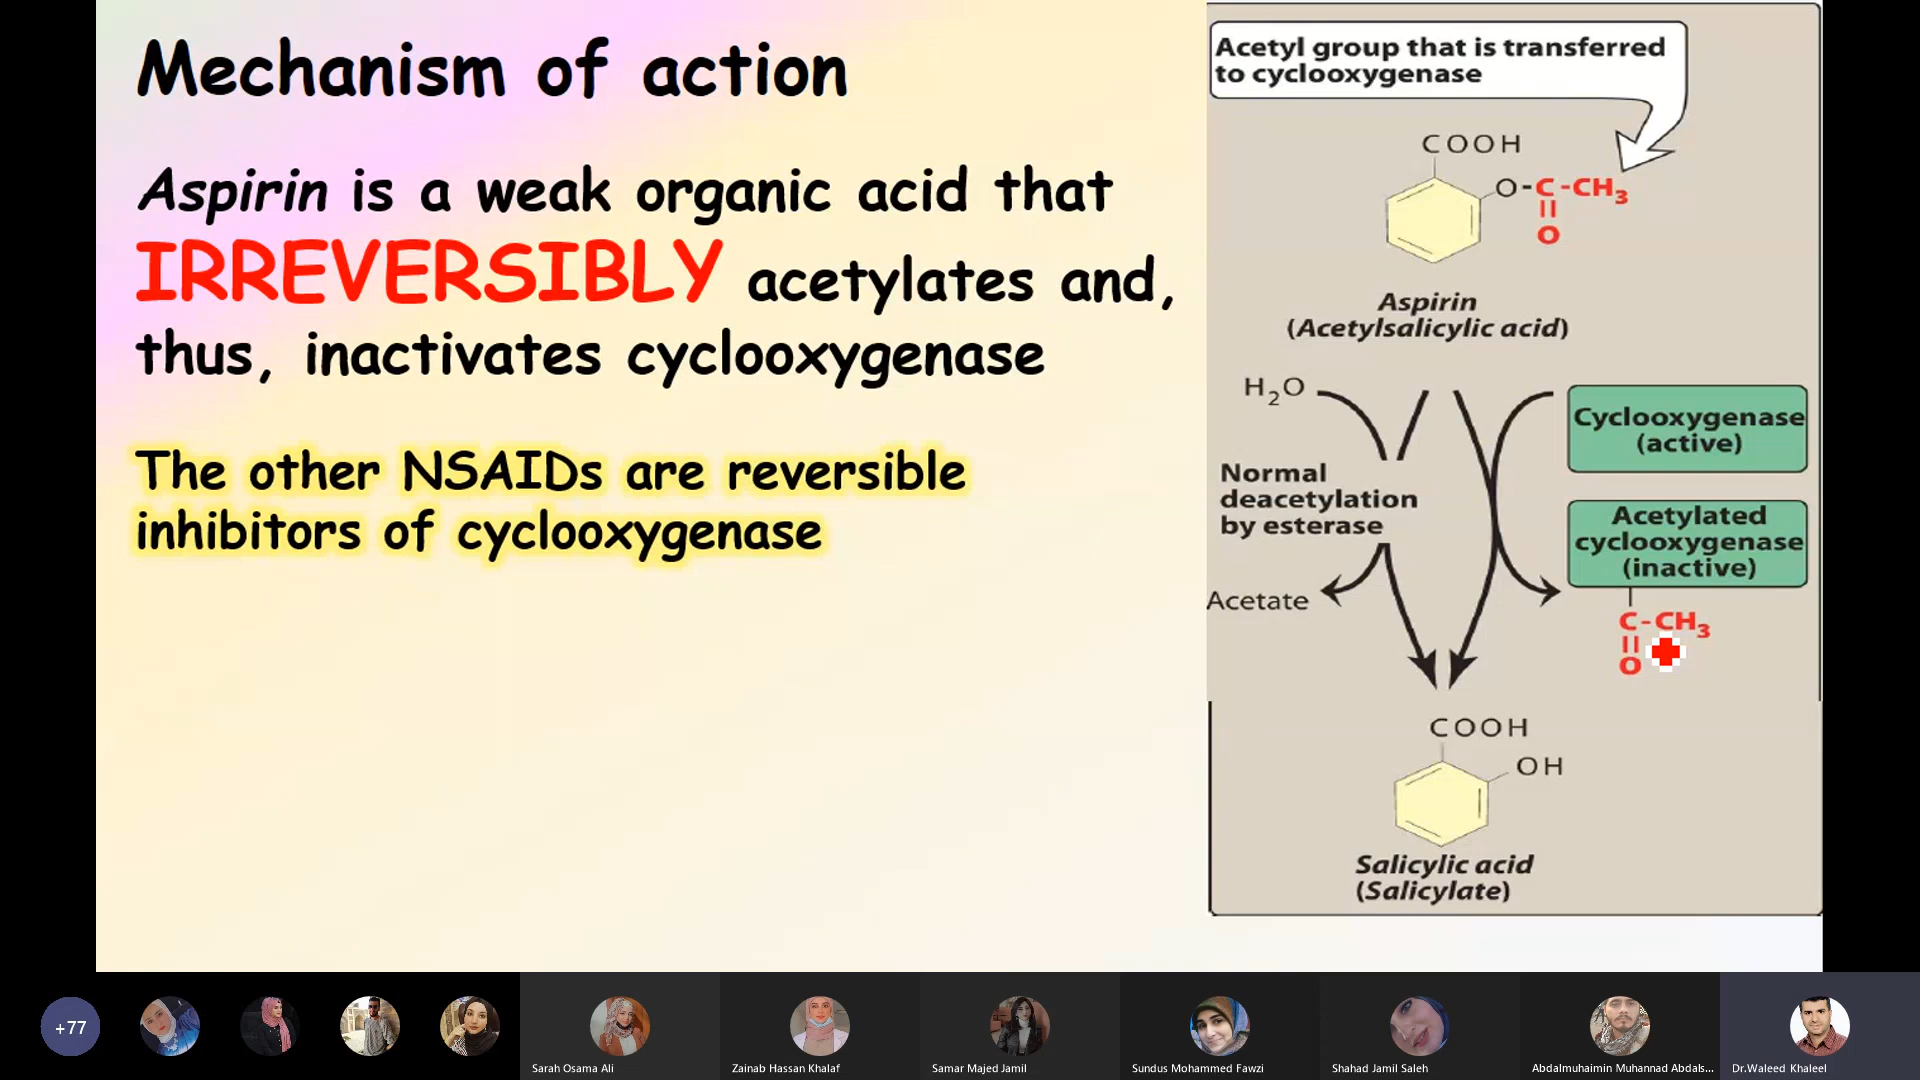 Mechanism of action
Aspirin is a weak organic acid that
IRREVERSIBLY acetylates and,
thus, inactivates cyclooxygenase
The other NSAIDs are reversible
inhibitors of cyclooxygenase
Acetyl group that is transferred
to cyclooxygenase
COOH
O-C-CH3
O
Aspirin
(Acetylsalicylic acid)
H2O
Cyclooxygenase
(active)
Normal
deacetylation
by esterase
Acetylated
cyclooxygenase
(inactive)
Acetate
C-CH3
O
COOH
OH
Salicylic acid
(Salicylate)
+77
Sarah Osama Ali
Zainab Hassan Khalaf
Samar Majed Jamil
Sundus Mohammed Fawzi
Shahad Jamil Saleh
Abdalmuhaimin Muhannad Abdals...
Dr.Waleed Khaleel